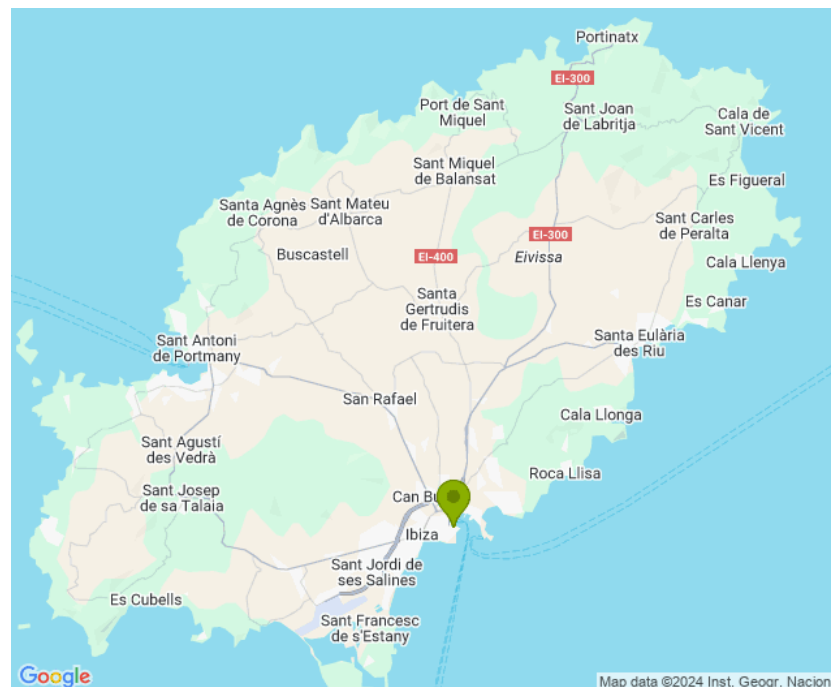 Portinatx
EI-300
Port de Sant
Miquel
Sant Joan
de Labritja
Cala de
Sant Vicent
Sant Miquel
de Balansat
Es Figueral
Santa Agnès
de Corona
Sant Mateu
d'Albarca
Sant Carles
de Peralta
EI-300
Buscastell
EI-400
Eivissa
Cala Llenya
Santa
Gertrudis
de Fruitera
Es Canar
Sant Antoni
de Portmany
Santa Eulària
des Riu
San Rafael
Cala Llonga
Sant Agustí
des Vedrà
Roca Llisa
Sant Josep
de sa Talaia
Can Bu
Ibiza
Sant Jordi de
ses Salines
Es Cubells
Sant Francesc
de s'Estany
Google
Map data ©2024 Inst. Geogr. Nacion